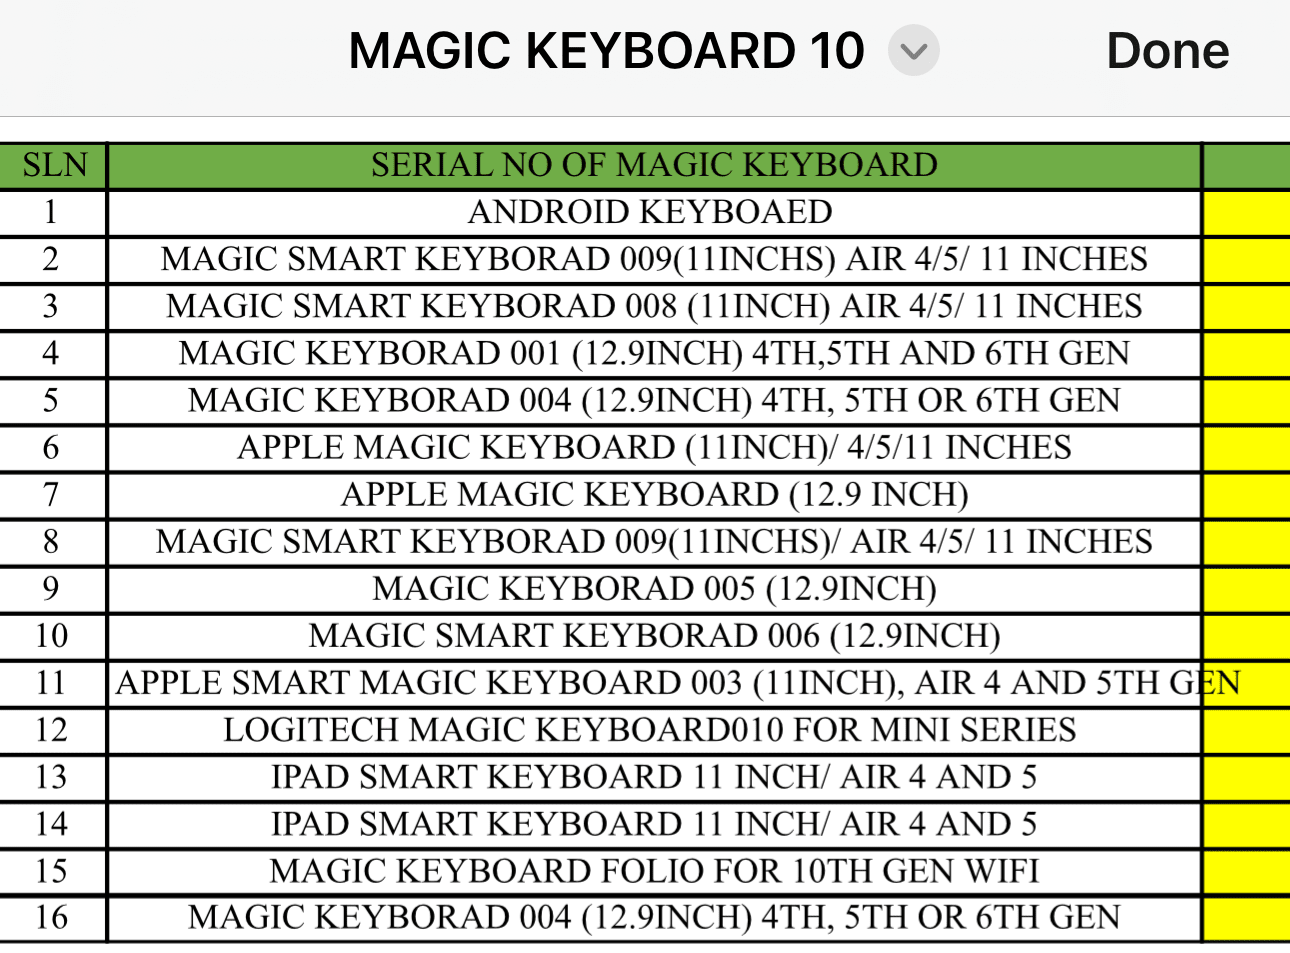 MAGIC KEYBOARD 10
Done
SLN SERIAL NO OF MAGIC KEYBOARD
1 ANDROID KEYBOAED
2 MAGIC SMART KEYBORAD 009(11INCHS) AIR 4/5/ 11 INCHES
3 MAGIC SMART KEYBORAD 008 (11INCH) AIR 4/5/ 11 INCHES
4 MAGIC KEYBORAD 001 (12.9INCH) 4TH,5TH AND 6TH GEN
5 MAGIC KEYBORAD 004 (12.9INCH) 4TH, 5TH OR 6TH GEN
6 APPLE MAGIC KEYBOARD (11INCH)/ 4/5/11 INCHES
7 APPLE MAGIC KEYBOARD (12.9 INCH)
8 MAGIC SMART KEYBORAD 009(11INCHS)/ AIR 4/5/ 11 INCHES
9 MAGIC KEYBORAD 005 (12.9INCH)
10 MAGIC SMART KEYBORAD 006 (12.9INCH)
11 APPLE SMART MAGIC KEYBOARD 003 (11INCH), AIR 4 AND 5TH GEN
12 LOGITECH MAGIC KEYBOARD010 FOR MINI SERIES
13 IPAD SMART KEYBOARD 11 INCH/ AIR 4 AND 5
14 IPAD SMART KEYBOARD 11 INCH/ AIR 4 AND 5
15 MAGIC KEYBOARD FOLIO FOR 10TH GEN WIFI
16 MAGIC KEYBORAD 004 (12.9INCH) 4TH, 5TH OR 6TH GEN